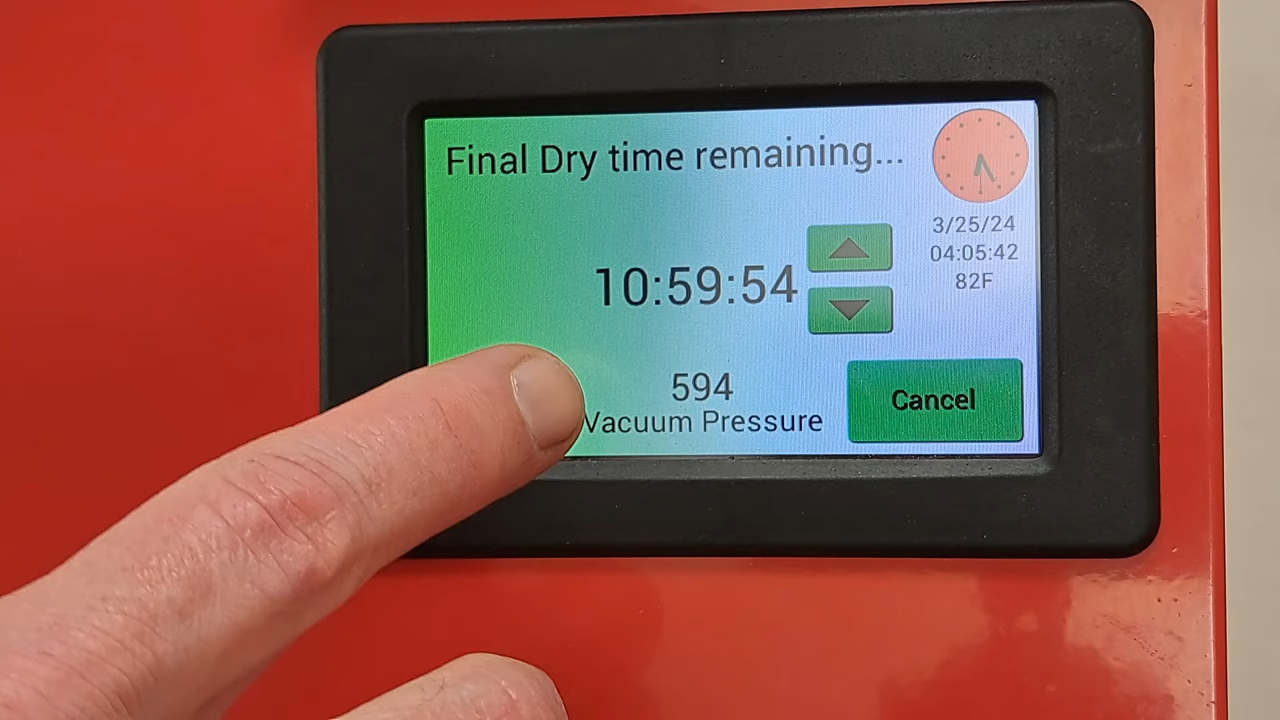 Final Dry time remaining...
3/25/24
04:05:42
82F
10:59:54
594
Vacuum Pressure
Cancel